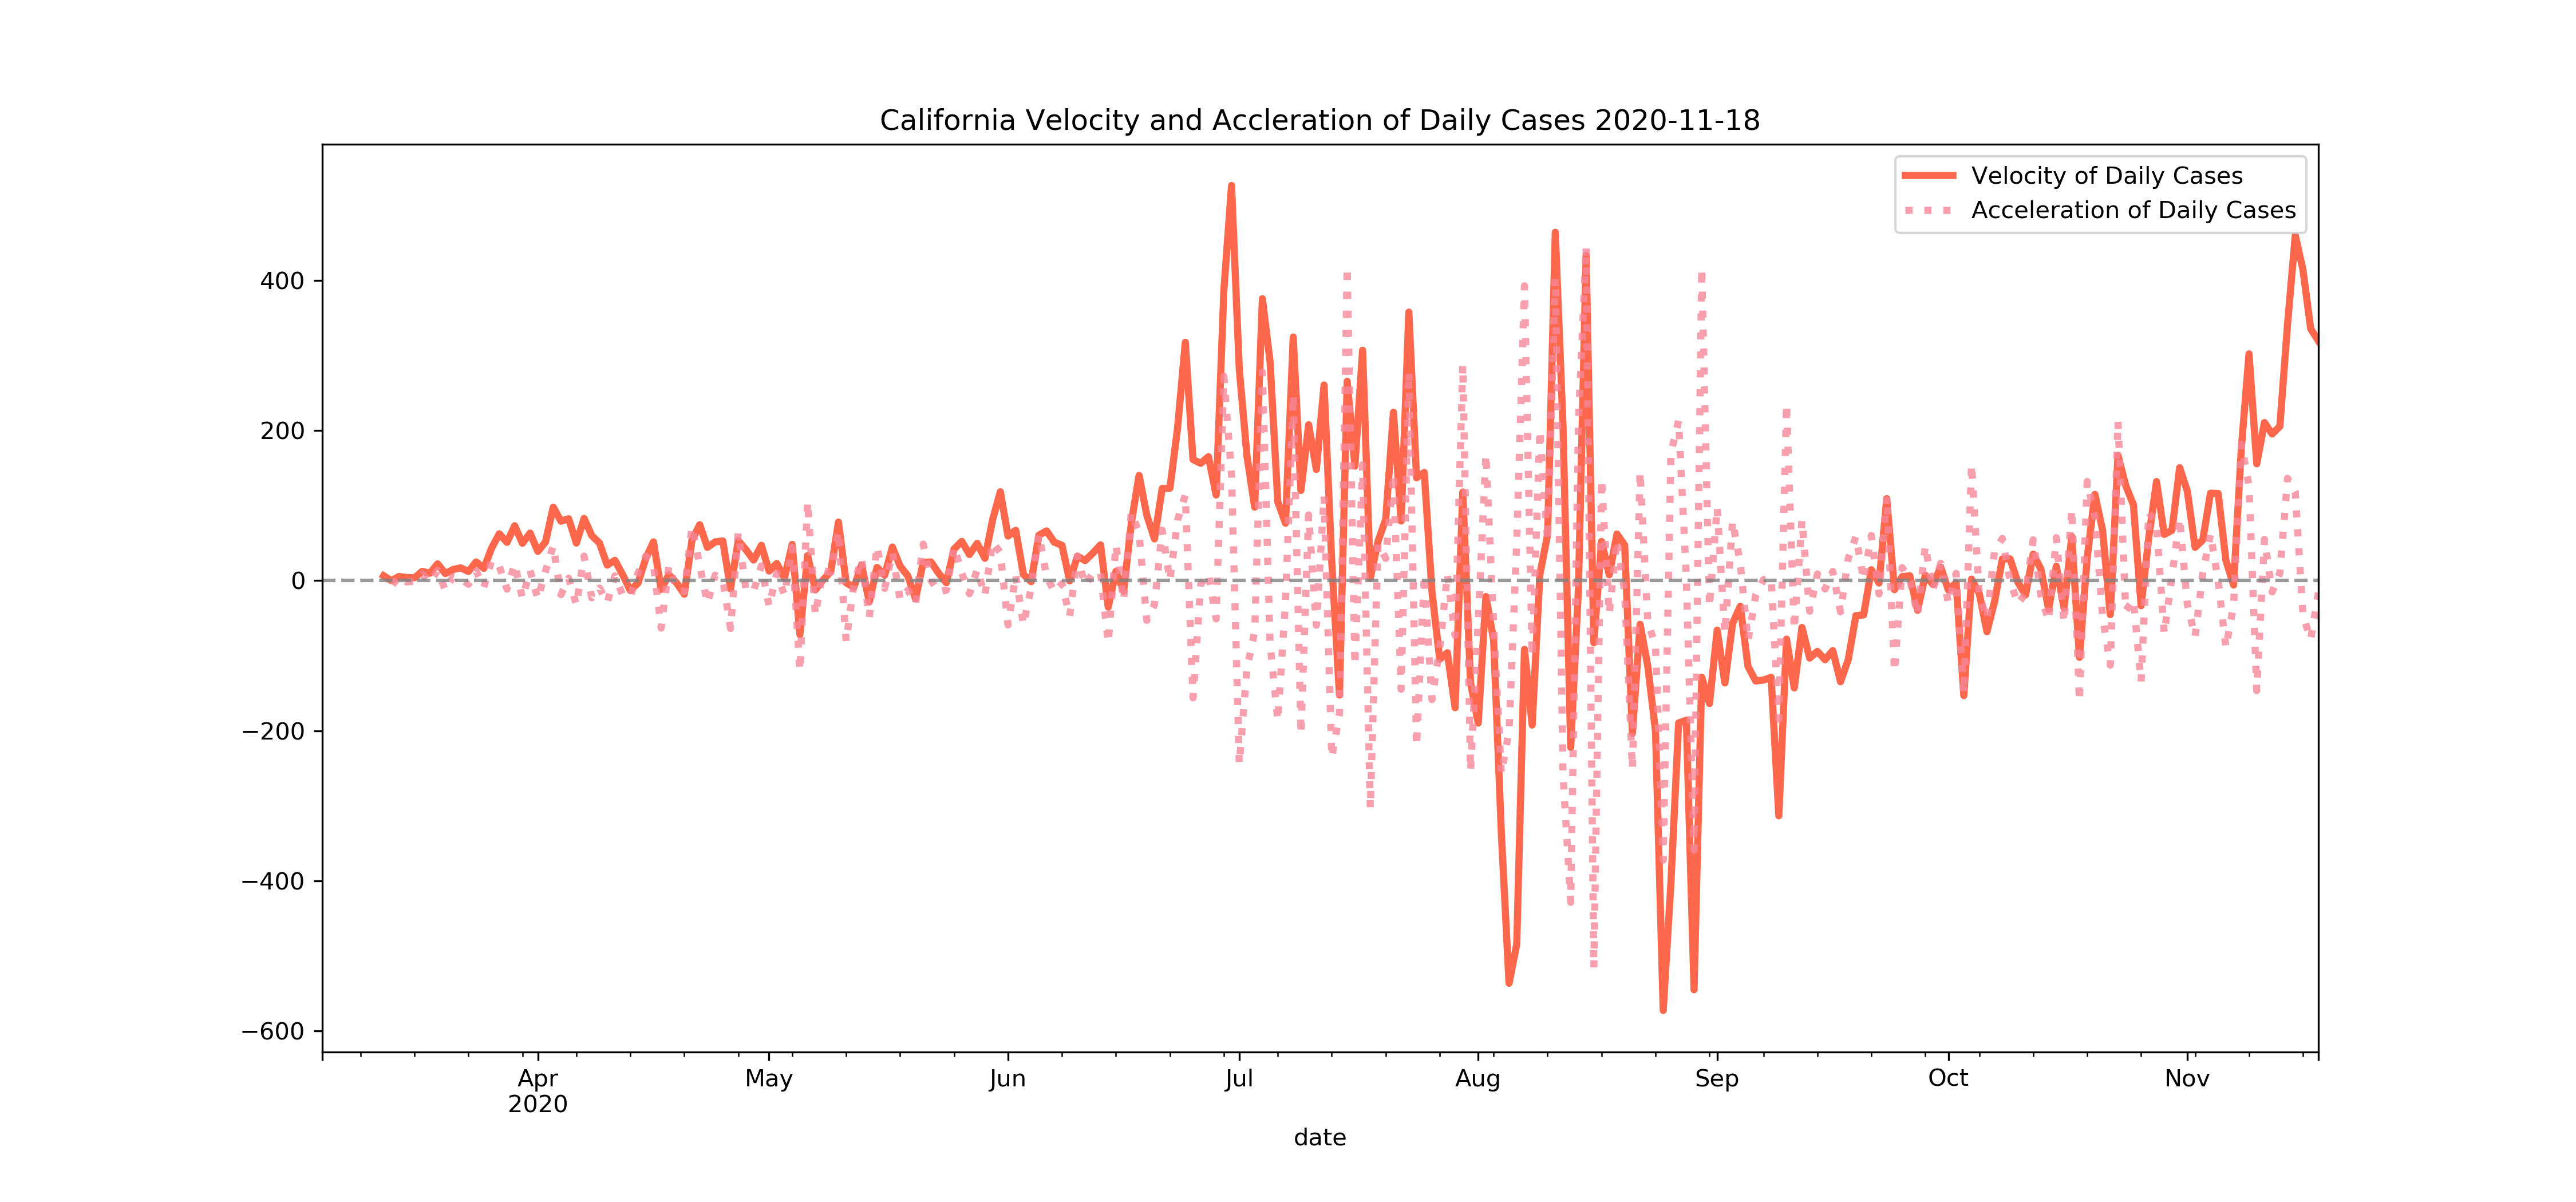 California Velocity and Accleration of Daily Cases 2020-11-18
Velocity of Daily Cases
Acceleration of Daily Cases
400
200
0
−200
−400
−600
Apr
2020
May
Jun
Jul
Aug
Sep
Oct
Nov
date